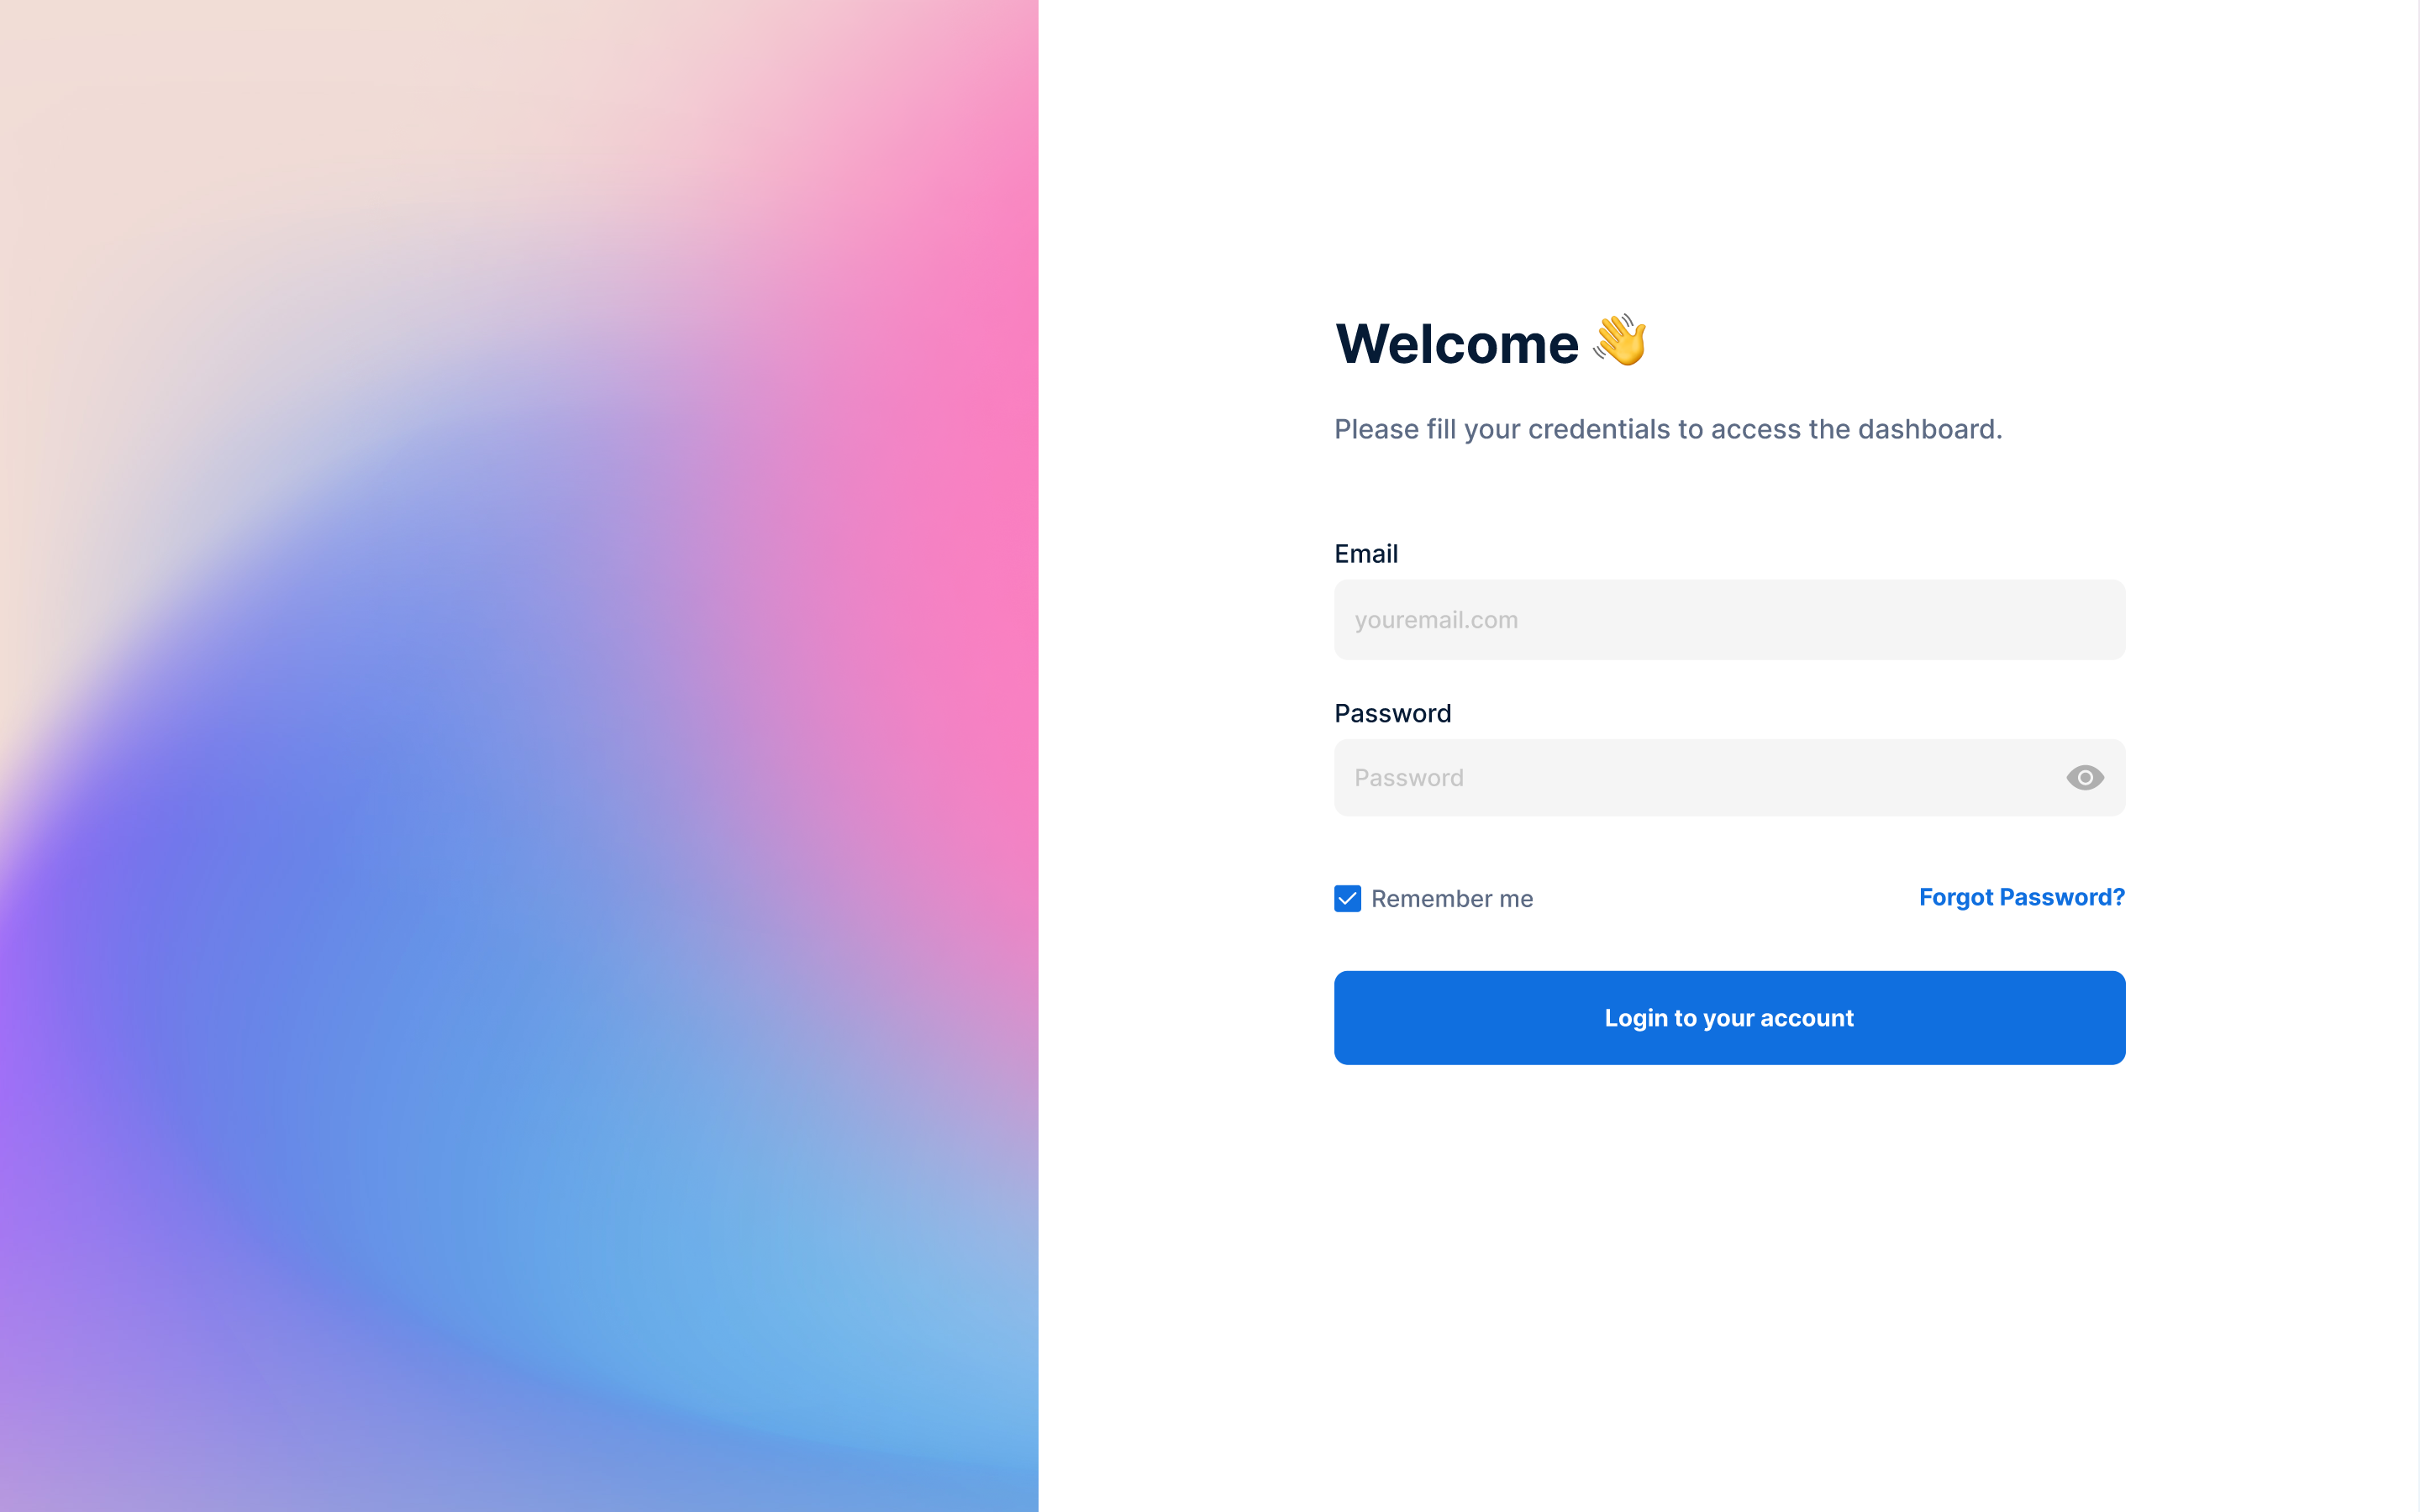 Welcome 👋
Please fill your credentials to access the dashboard.
Email
youremail.com
Password
Password
Remember me
Forgot Password?
Login to your account